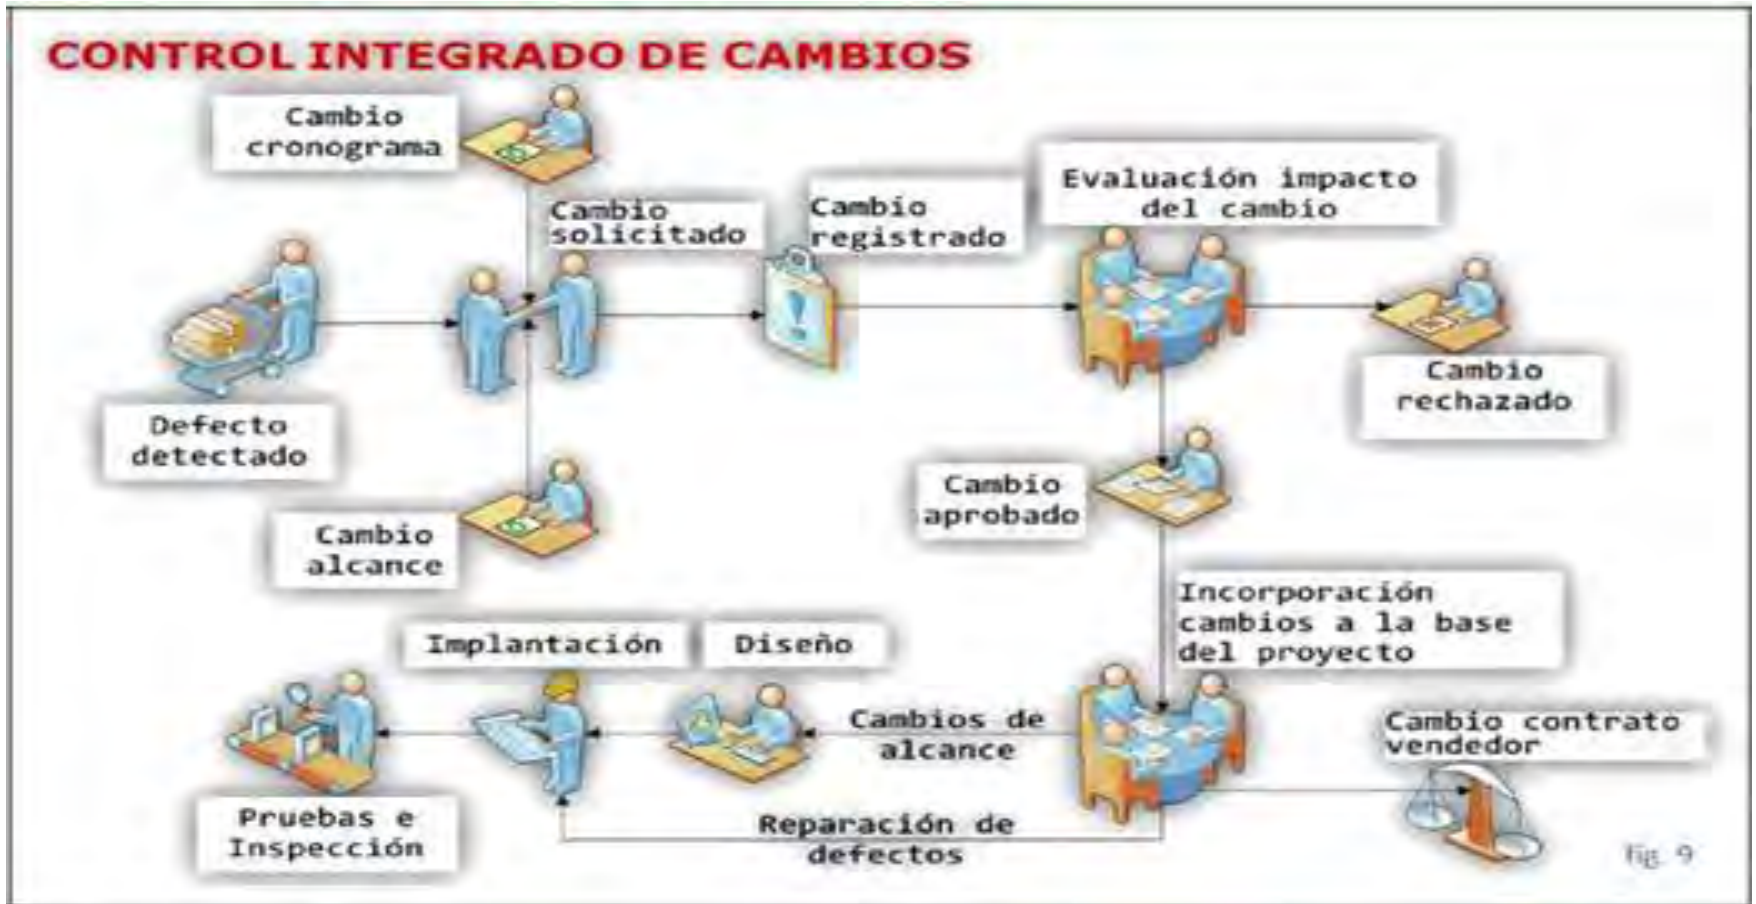 CONTROL INTEGRADO DE CAMBIOS
Cambio
cronograma
Cambio
solicitado
Cambio
registrado
Evaluación impacto
del cambio
Defecto
detectado
Cambio
rechazado
Cambio
alcance
Cambio
aprobado
Incorporación
cambios a la base
del proyecto
Implantación
Diseño
Cambios de
alcance
Cambio contrato
vendedor
Pruebas e
Inspección
Reparación de
defectos
fig. 9